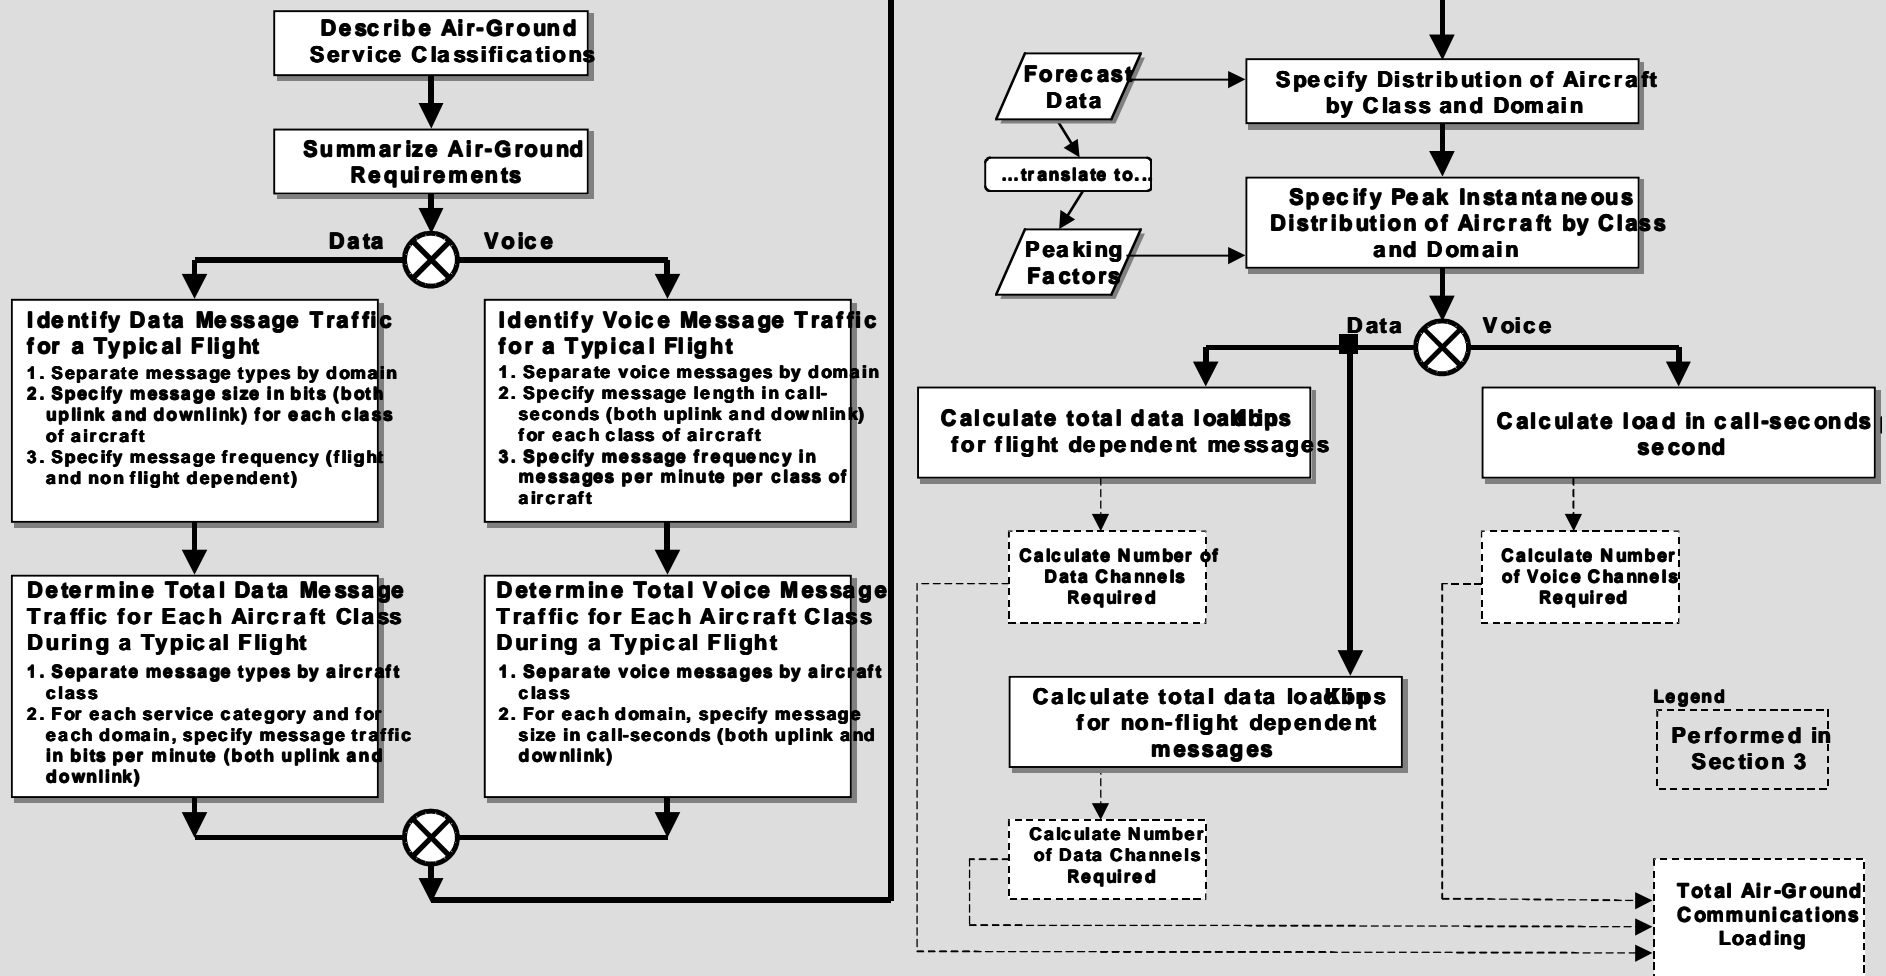 Describe Air-Ground
Service Classifications
Summarize Air-Ground
Requirements
Data
Voice
Identify Data Message Traffic
for a Typical Flight
1. Separate message types by domain
2. Specify message size in bits (both
uplink and downlink) for each class
of aircraft
3. Specify message frequency (flight
and non flight dependent)
Identify Voice Message Traffic
for a Typical Flight
1. Separate voice messages by domain
2. Specify message length in call-
seconds (both uplink and downlink)
for each class of aircraft
3. Specify message frequency in
messages per minute per class of
aircraft
Determine Total Data Message
Traffic for Each Aircraft Class
During a Typical Flight
1. Separate message types by aircraft
class
2. For each service category and for
each domain, specify message traffic
in bits per minute (both uplink and
downlink)
Determine Total Voice Message
Traffic for Each Aircraft Class
During a Typical Flight
1. Separate voice messages by aircraft
class
2. For each domain, specify message
size in call-seconds (both uplink and
downlink)
Forecast
Data
...translate to...
Peaking
Factors
Specify Distribution of Aircraft
by Class and Domain
Specify Peak Instantaneous
Distribution of Aircraft by Class
and Domain
Data
Voice
Calculate total data
for flight dependent messages
Calculate load in call-seconds
second
Calculate Number of
Data Channels
Required
Calculate Number
of Voice Channels
Required
Calculate total data
for non-flight dependent
messages
Calculate Number
of Data Channels
Required
Legend
Performed in
Section 3
Total Air-Ground
Communications
Loading